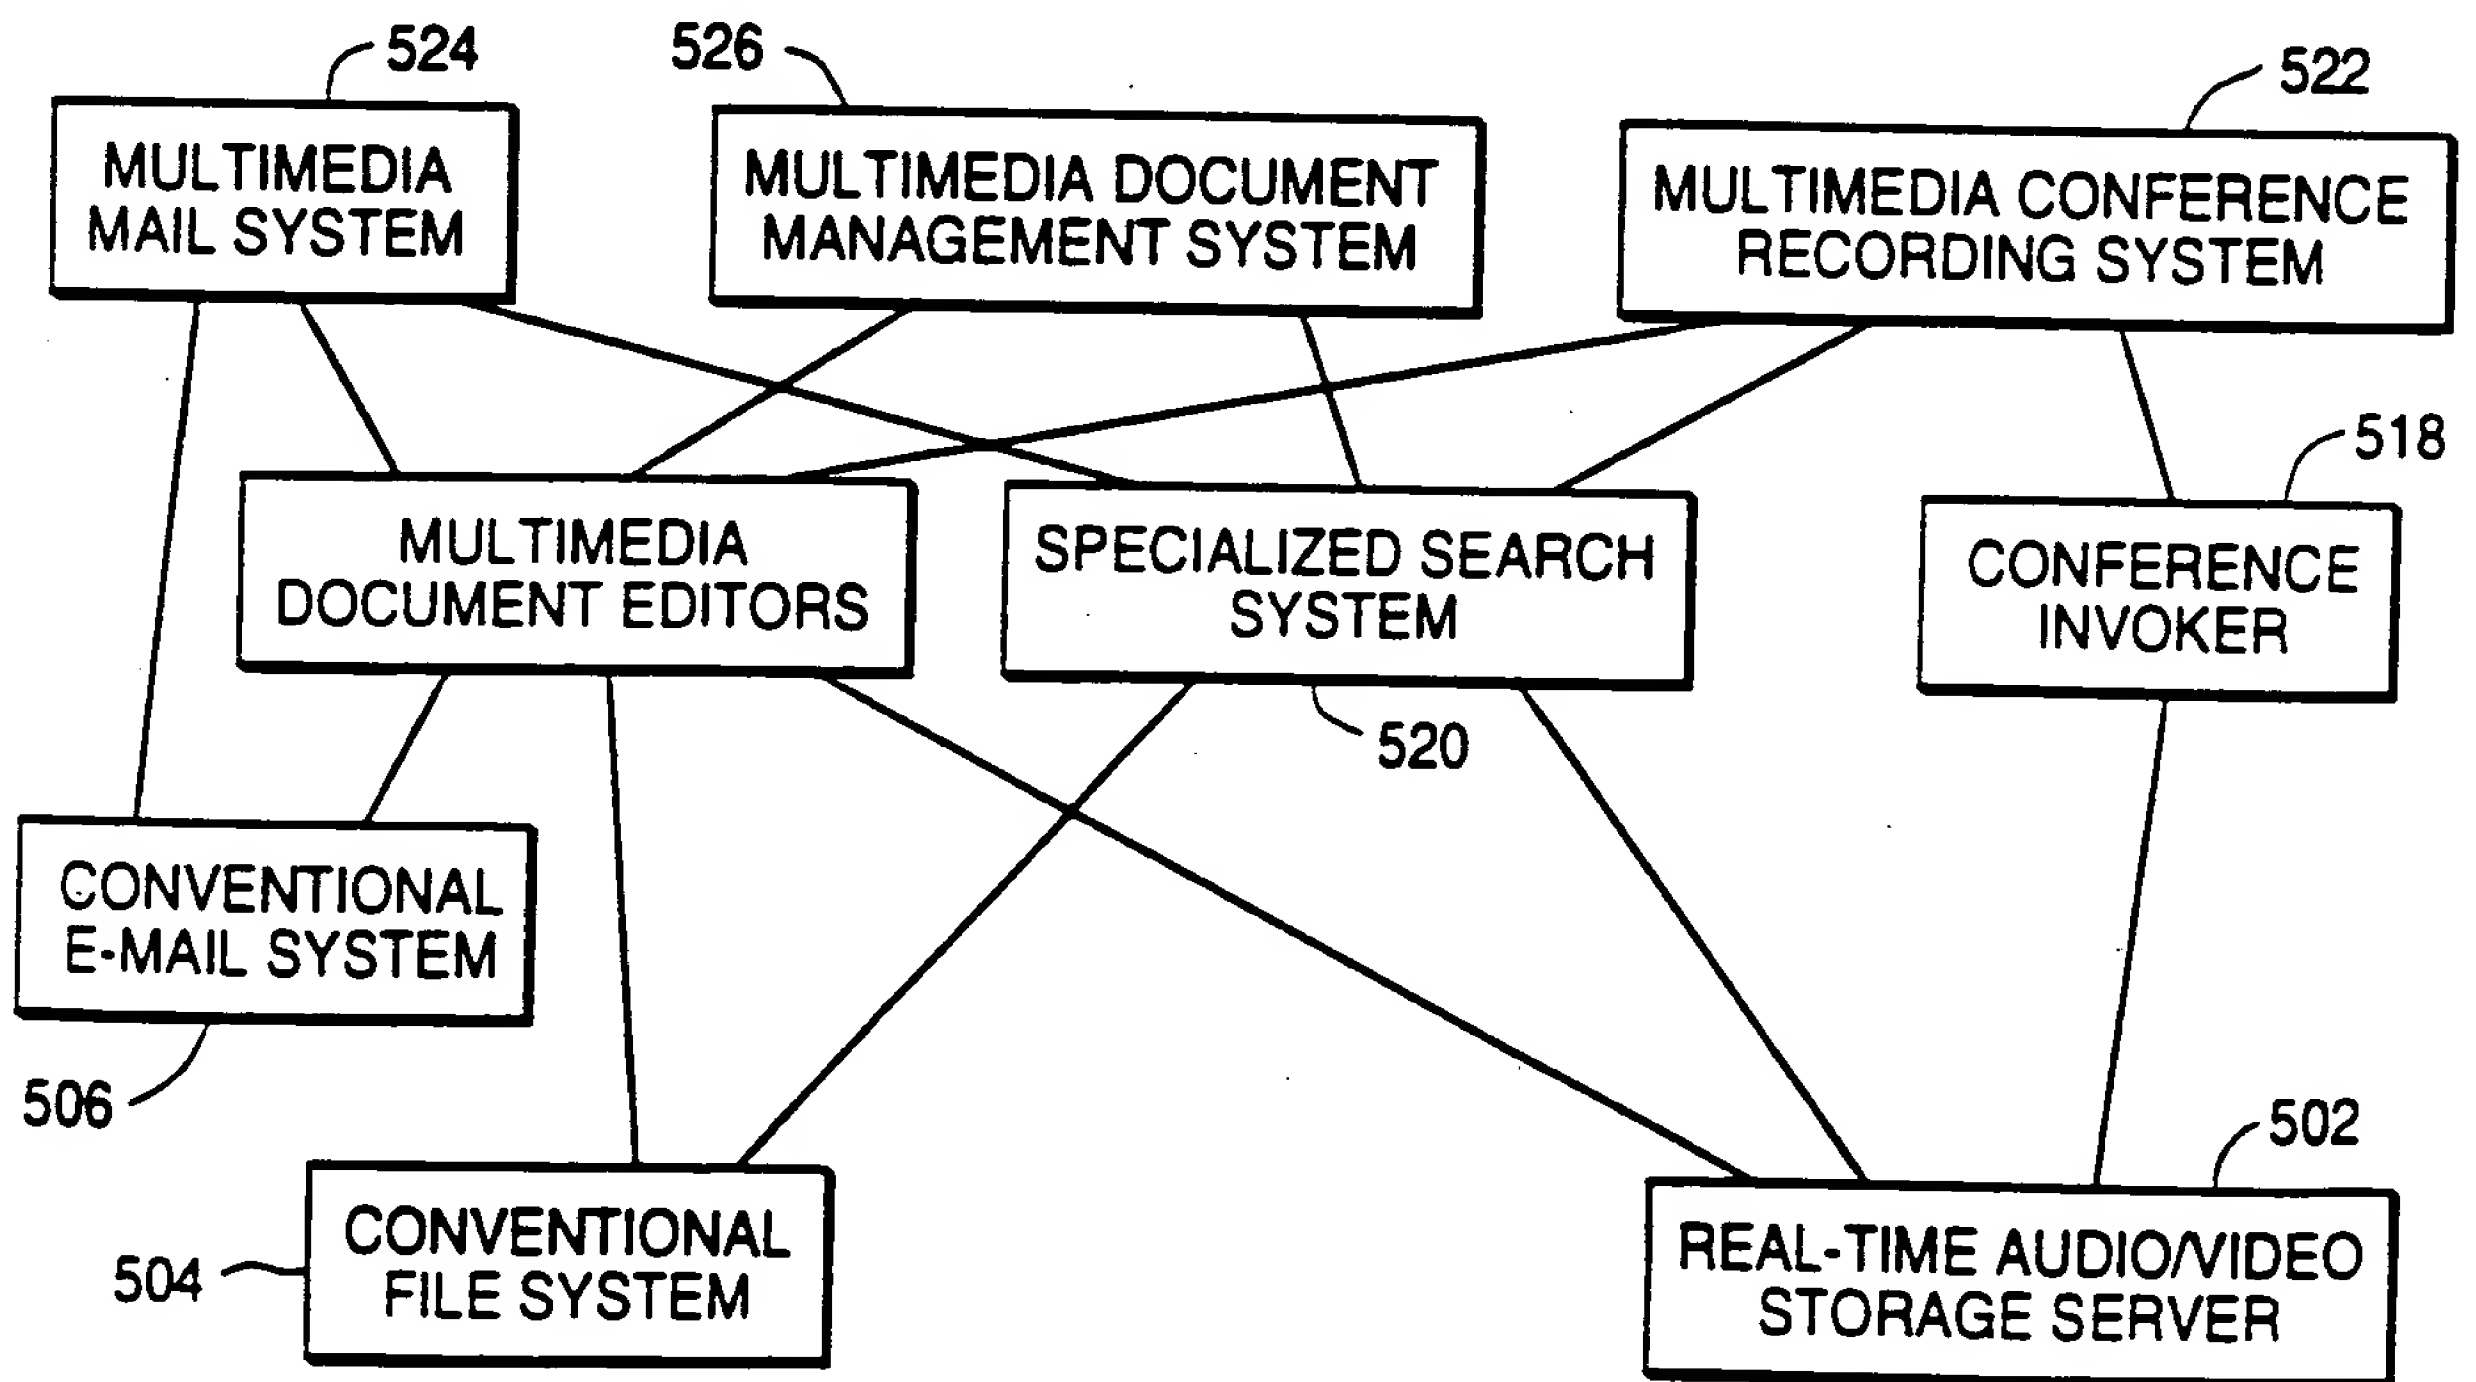 524
526
522
MULTIMEDIA
MAIL SYSTEM
MULTIMEDIA DOCUMENT
MANAGEMENT SYSTEM
MULTIMEDIA CONFERENCE
RECORDING SYSTEM
518
MULTIMEDIA
DOCUMENT EDITORS
SPECIALIZED SEARCH
SYSTEM
CONFERENCE
INVOKER
520
CONVENTIONAL
E-MAIL SYSTEM
506
502
504
CONVENTIONAL
FILE SYSTEM
REAL-TIME AUDIO/VIDEO
STORAGE SERVER